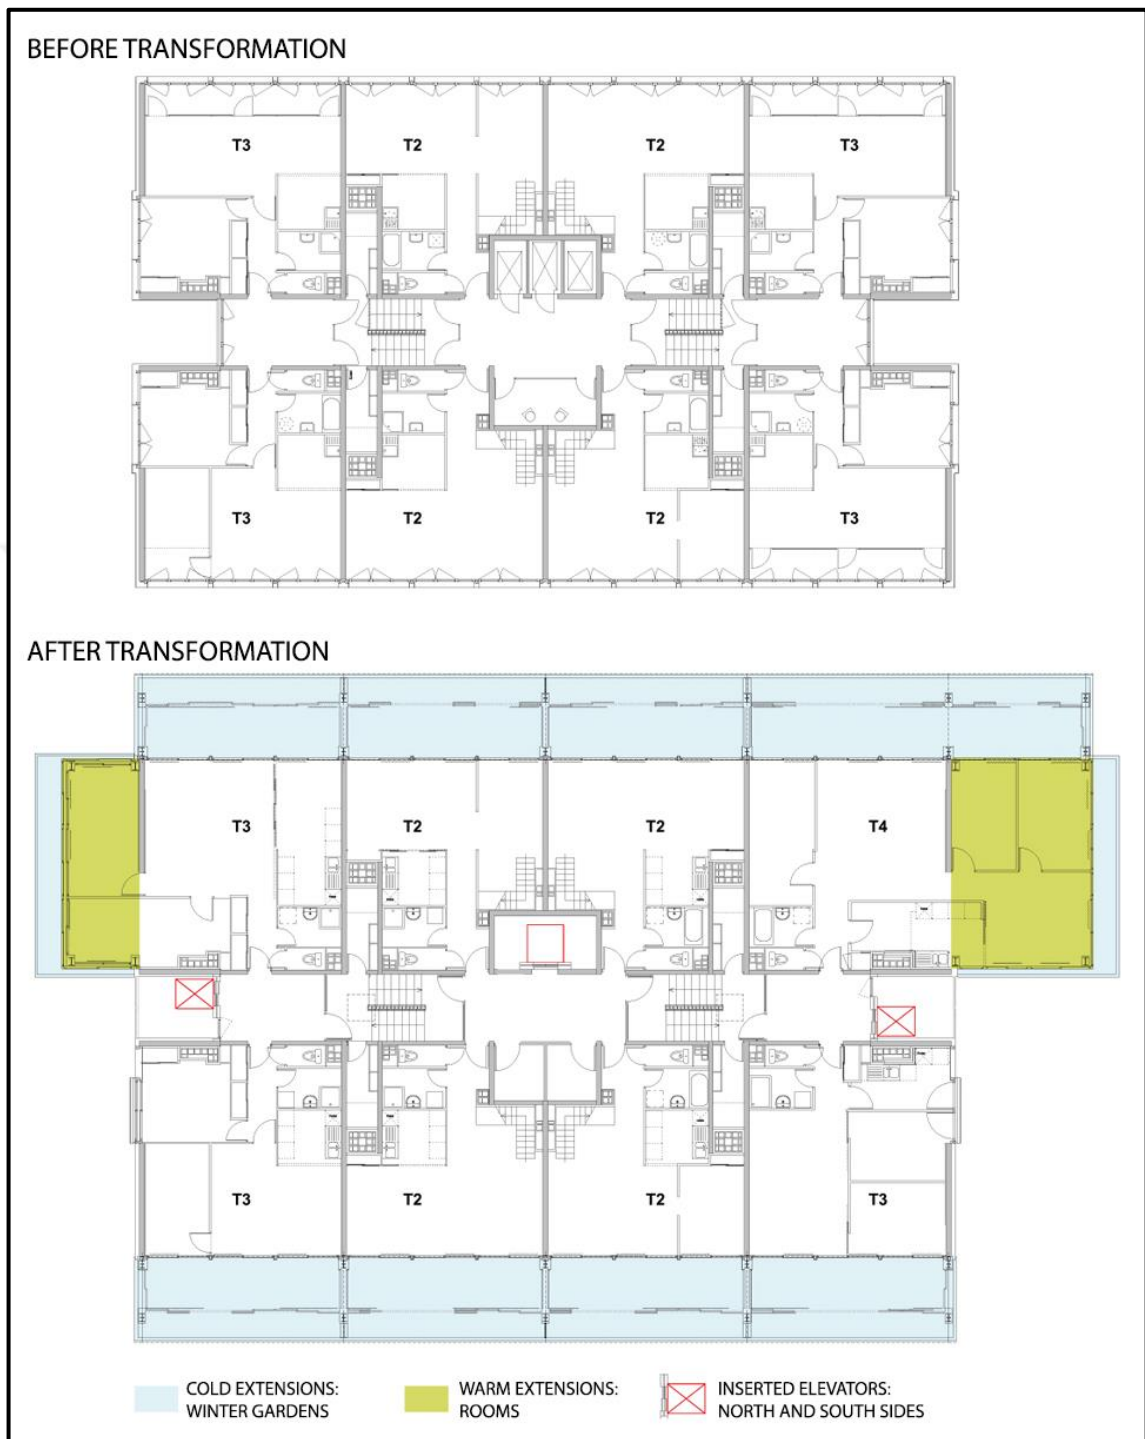 BEFORE TRANSFORMATION
T3 T2 T2 T3
T3 T2 T2 T3
AFTER TRANSFORMATION
T3 T2 T2 T4
T3 T2 T2 T3
COLD EXTENSIONS:
WINTER GARDENS
WARM EXTENSIONS:
ROOMS
INSERTED ELEVATORS:
NORTH AND SOUTH SIDES